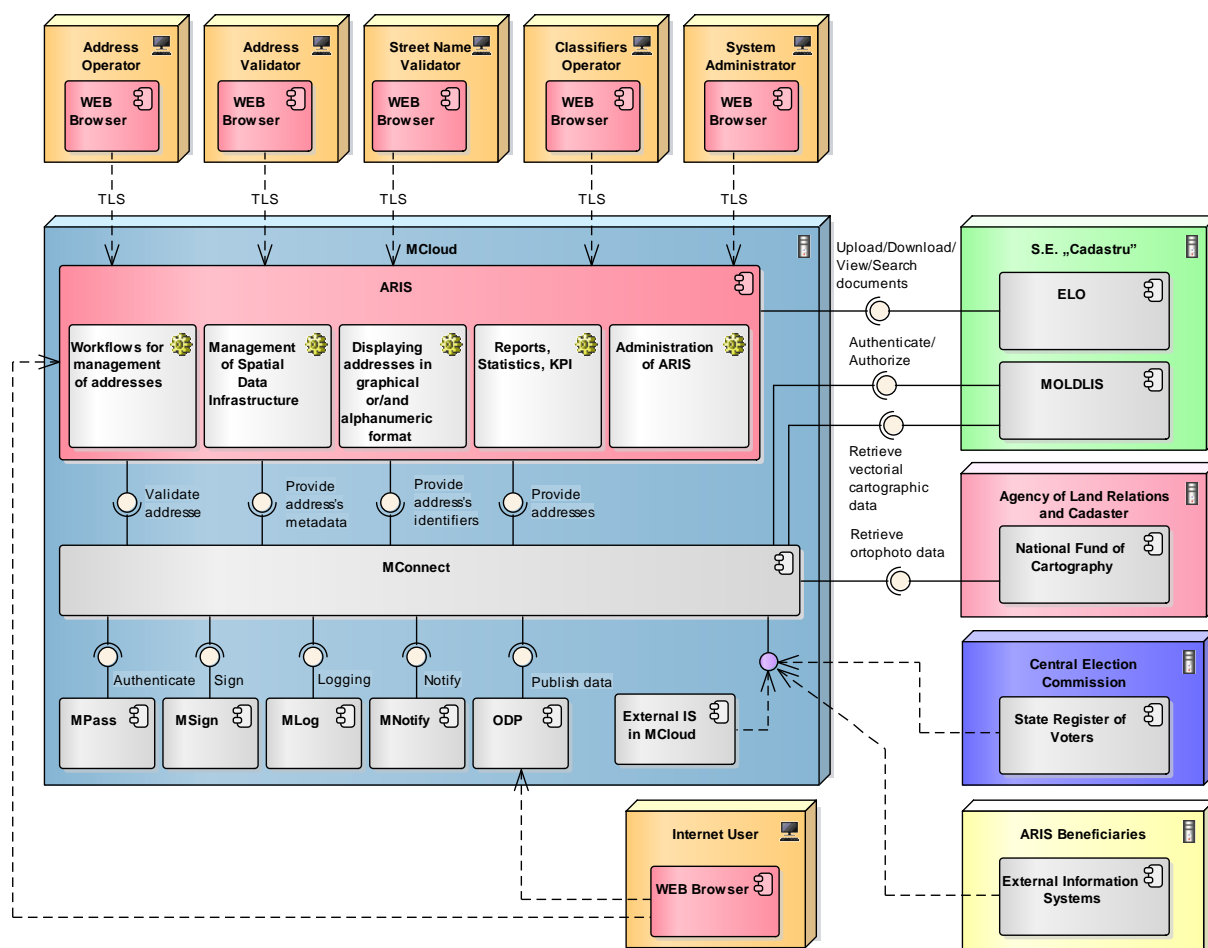 Address
Operator
WEB
Browser
Address
Validator
WEB
Browser
Street Name
Validator
WEB
Browser
Classifiers
Operator
WEB
Browser
System
Administrator
WEB
Browser
TLS
TLS
TLS
TLS
TLS
MCloud
ARIS
Workflows for
management
of addresses
Management
of Spatial
Data
Infrastructure
Displaying
addresses in
graphical
or/and
alphanumeric
format
Reports,
Statistics, KPI
Administration
of ARIS
Upload/Download/
View/Search
documents
Authenticate/
Authorize
Retrieve
vectorial
cartographic
data
Retrieve
ortophoto data
S.E. „Cadastru”
ELO
MOLDLIS
Agency of Land Relations
and Cadaster
National Fund of
Cartography
Validate
addresse
Provide
address's
metadata
Provide
address's
identifiers
Provide
addresses
MConnect
Authenticate
Sign
Logging
Notify
Publish data
MPass
MSign
MLog
MNotify
ODP
External IS
in MCloud
Central Election
Commission
State Register of
Voters
Internet User
WEB Browser
ARIS Beneficiaries
External Information
Systems